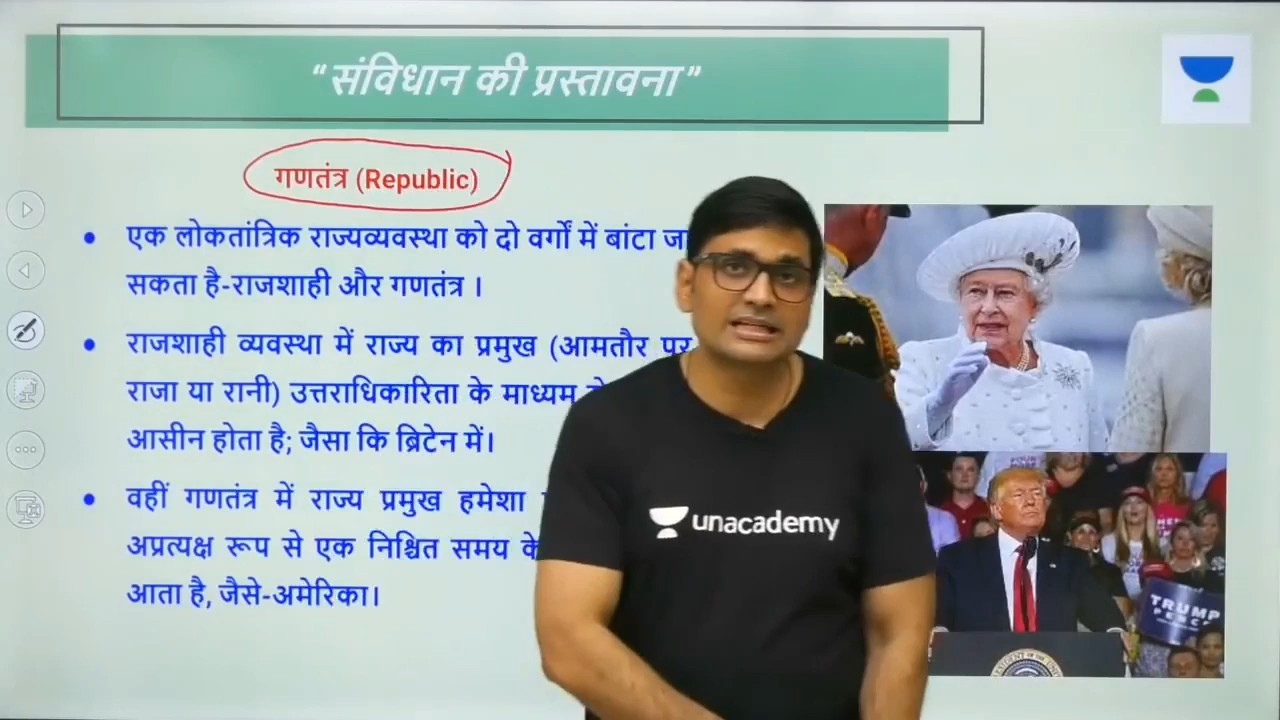 “संविधान की प्रस्तावना”
गणतंत्र (Republic)
एक लोकतांत्रिक राज्यव्यवस्था को दो वर्गों में बांटा
सकता है-राजशाही और गणतंत्र ।
राजशाही व्यवस्था में राज्य का प्रमुख (आमतौर पर
राजा या रानी) उत्तराधिकारिता के माध्यम
आसीन होता है; जैसा कि ब्रिटेन में।
वहीं गणतंत्र में राज्य प्रमुख हमेशा
अप्रत्यक्ष रूप से एक निश्चित समय
आता है, जैसे-अमेरिका।
unacademy
TRUMP